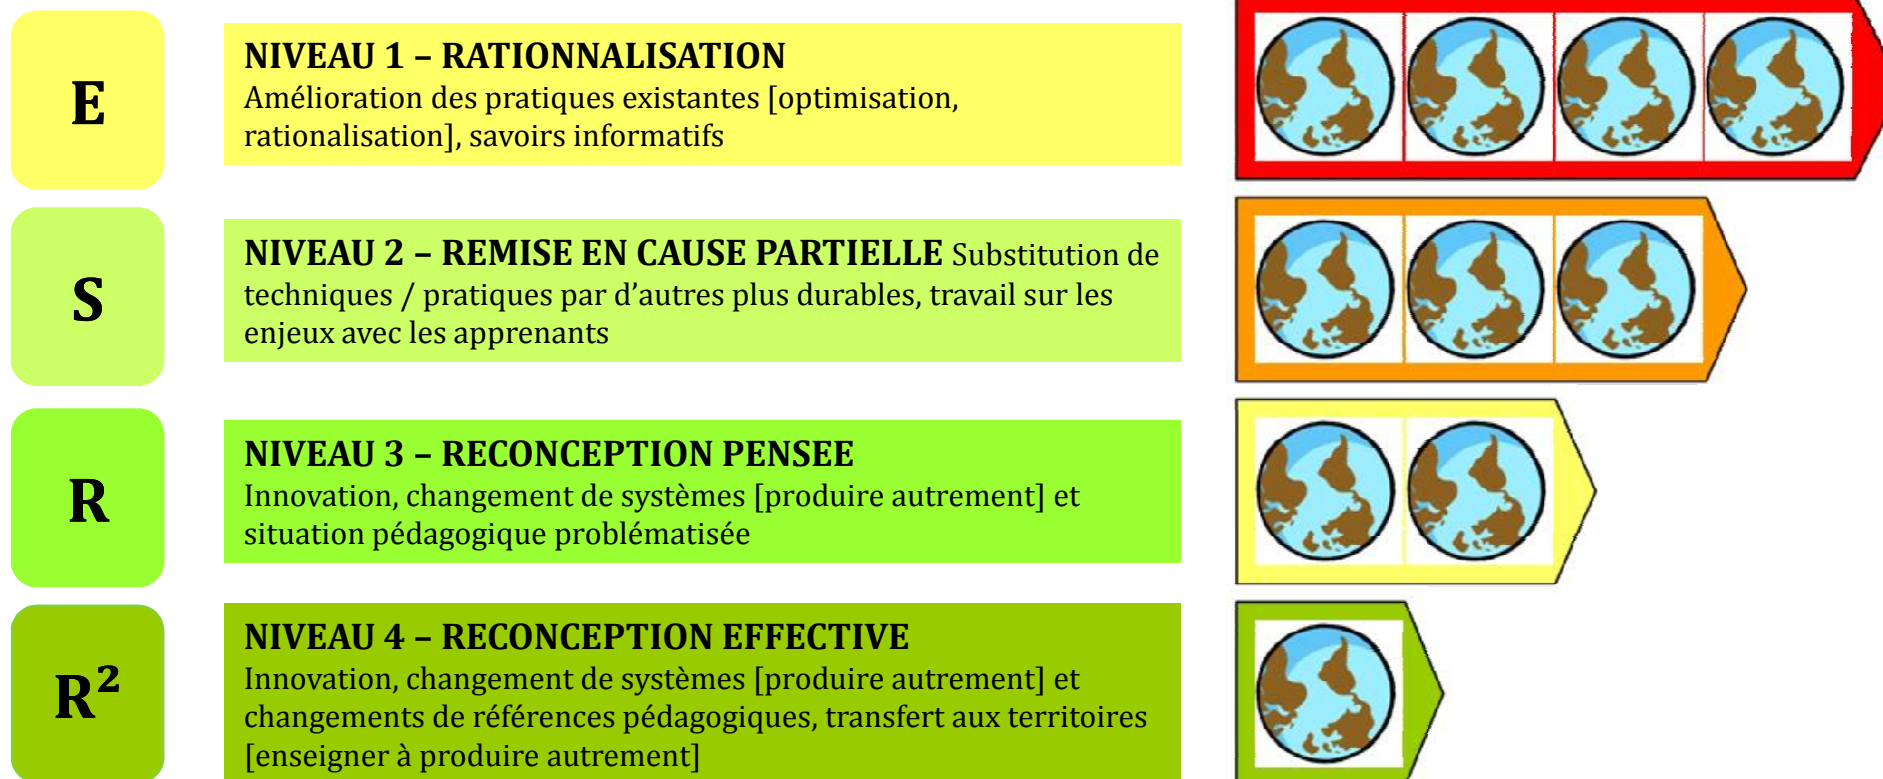 E
NIVEAU 1 – RATIONNALISATION
Amélioration des pratiques existantes [optimisation,
rationalisation], savoirs informatifs
S
NIVEAU 2 – REMISE EN CAUSE PARTIELLE Substitution de
techniques / pratiques par d’autres plus durables, travail sur les
enjeux avec les apprenants
R
NIVEAU 3 – RECONCEPTION PENSEE
Innovation, changement de systèmes [produire autrement] et
situation pédagogique problématisée
R²
NIVEAU 4 – RECONCEPTION EFFECTIVE
Innovation, changement de systèmes [produire autrement] et
changements de références pédagogiques, transfert aux territoires
[enseigner à produire autrement]